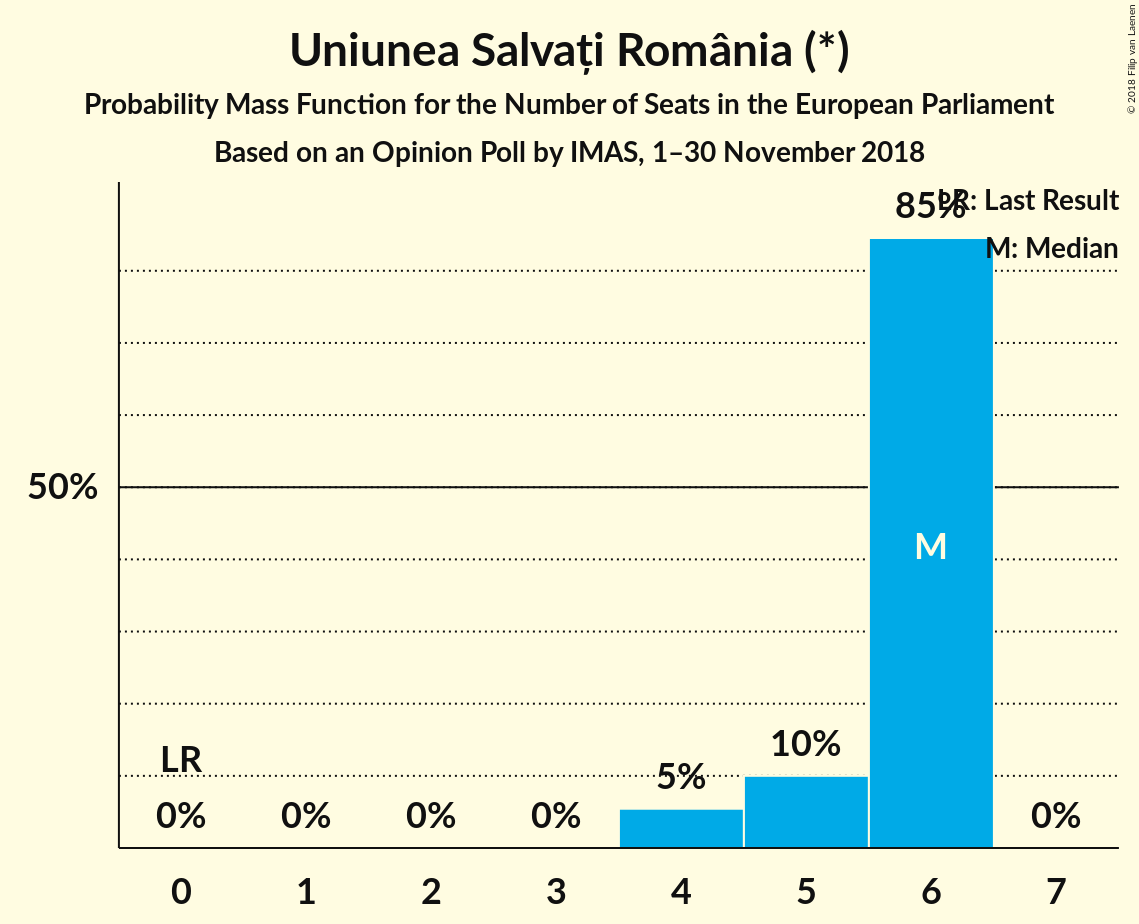 Uniunea Salvați România (*)
Probability Mass Function for the Number of Seats in the European Parliament
Based on an Opinion Poll by IMAS, 1–30 November 2018
© 2018 Filip van Laenen
LR: Last Result
M: Median
85%
50%
M
10%
LR
5%
0% 0% 0% 0% 0%
0 1 2 3 4 5 6 7